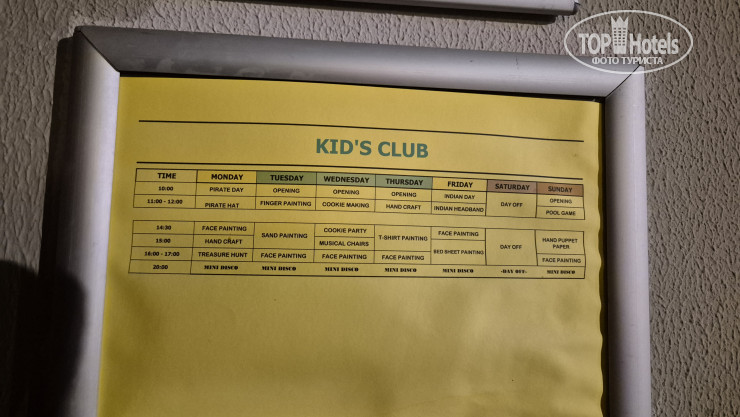 TOP Hotels
ФОТО ТУРИСТА
KID'S CLUB
TIME MONDAY TUESDAY WEDNESDAY THURSDAY FRIDAY SATURDAY SUNDAY
10:00 PIRATE DAY OPENING OPENING OPENING INDIAN DAY DAY OFF OPENING
11:00 - 12:00 PIRATE HAT FINGER PAINTING COOKIE MAKING HAND CRAFT INDIAN HEADBAND POOL GAME
14:30 FACE PAINTING SAND PAINTING COOKIE PARTY T-SHIRT PAINTING FACE PAINTING DAY OFF HAND PUPPET PAPER
15:00 HAND CRAFT MUSICAL CHAIRS BED SHEET PAINTING
16:00 - 17:00 TREASURE HUNT FACE PAINTING FACE PAINTING FACE PAINTING FACE PAINTING
20:00 MINI DISCO MINI DISCO MINI DISCO MINI DISCO MINI DISCO -DAY OFF- MINI DISCO